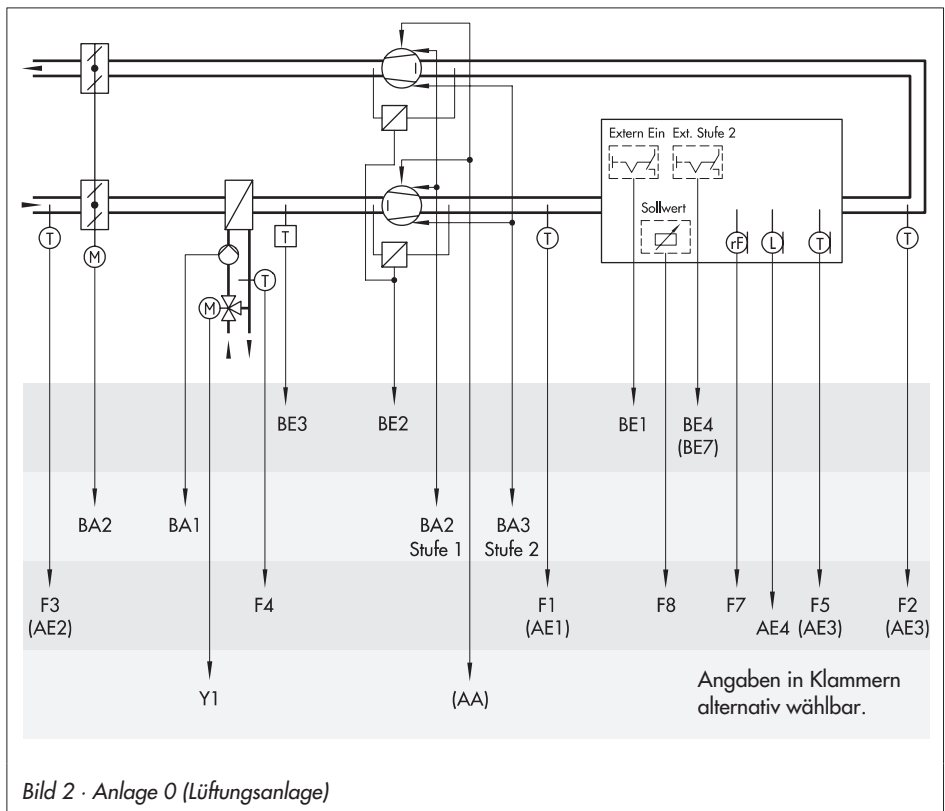 Extern Ein Ext. Stufe 2
Sollwert
T
M
T
M
T
T
rF
L
T
T
BE3
BE2
BE1
BE4
(BE7)
BA2
BA1
BA2
Stufe 1
BA3
Stufe 2
F3
(AE2)
F4
F1
(AE1)
F8
F7
AE4
F5
(AE3)
F2
(AE3)
Y1
(AA)
Angaben in Klammern
alternativ wählbar.
Bild 2 · Anlage 0 (Lüftungsanlage)